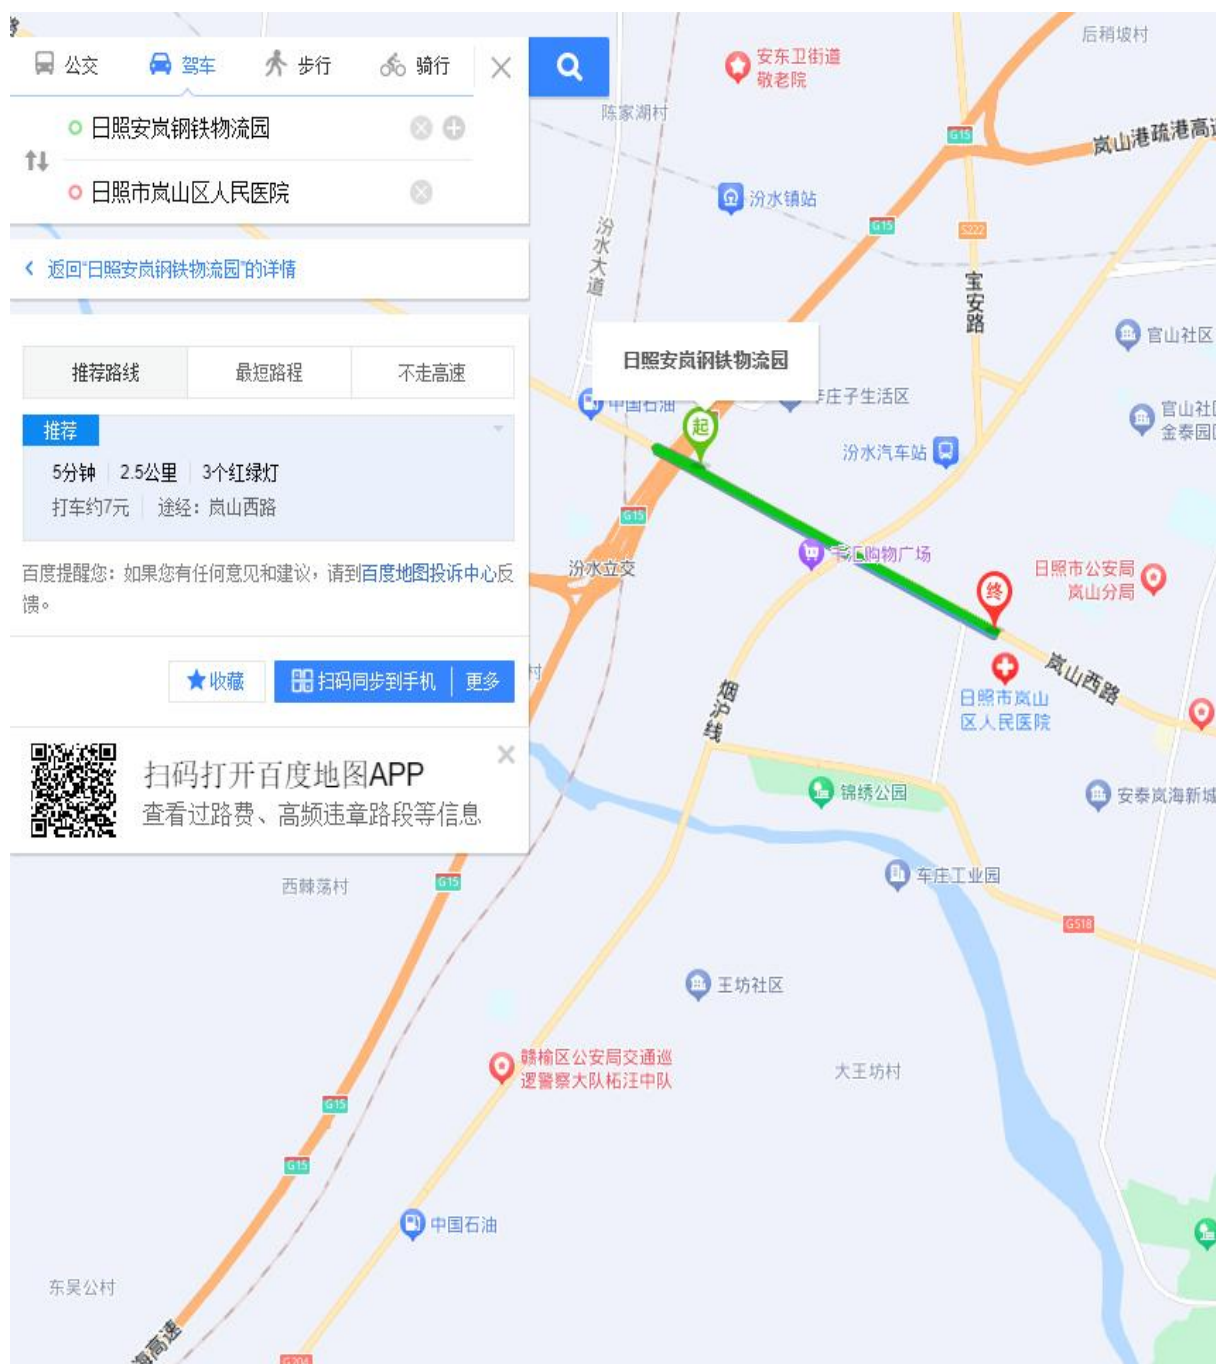 公交
驾车
步行
骑行
日照安岚钢铁物流园
日照市岚山区人民医院
返回"日照安岚钢铁物流园"的详情
推荐路线
最短路程
不走高速
推荐
5分钟 2.5公里 3个红绿灯
打车约7元 途经：岚山西路
百度提醒您：如果您有任何意见和建议，请到百度地图投诉中心反
馈。
收藏
扫码同步到手机
更多
扫码打开百度地图APP
查看过路费、高频违章路段等信息
后稍坡村
安东卫街道
敬老院
陈家湖村
G15
岚山港疏港高速
汾水镇站
G15
S222
汾水大道
宝安路
官山社区
日照安岚钢铁物流园
中国石油
车庄子生活区
起
官山社区
金泰园区
汾水汽车站
G15
汾水立交
千汇购物广场
日照市公安局
岚山分局
终
村
岚山西路
烟沪线
日照市岚山
区人民医院
锦绣公园
安泰岚海新城
车庄工业园
西棘荡村
G15
G518
王坊社区
赣榆区公安局交通巡
逻警察大队柘汪中队
大王坊村
G15
G15
中国石油
东吴公村
海高速
G204